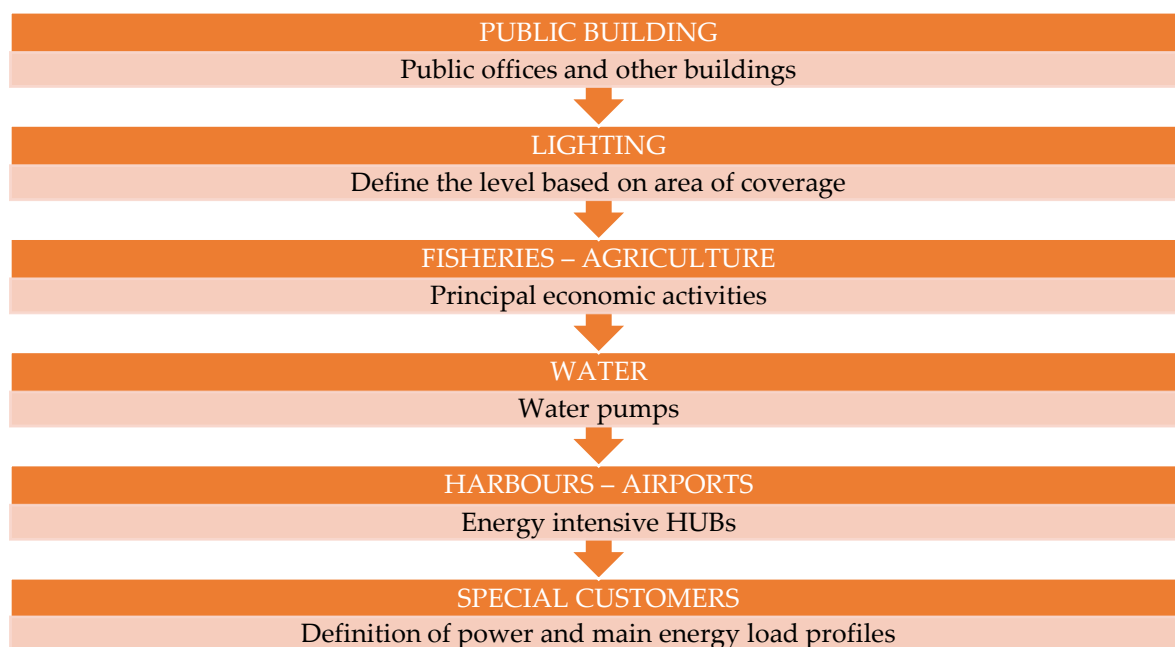 PUBLIC BUILDING
Public offices and other buildings
LIGHTING
Define the level based on area of coverage
FISHERIES – AGRICULTURE
Principal economic activities
WATER
Water pumps
HARBOURS – AIRPORTS
Energy intensive HUBs
SPECIAL CUSTOMERS
Definition of power and main energy load profiles